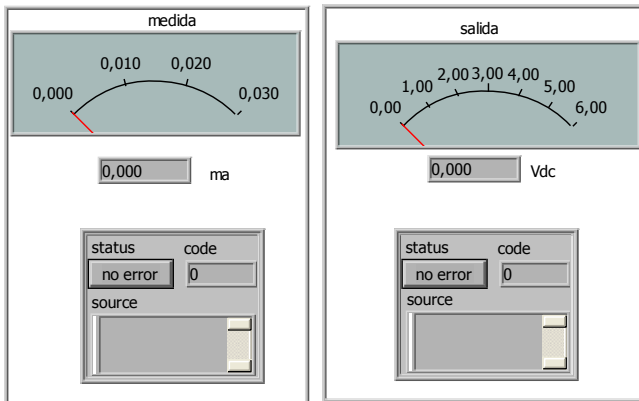 medida
0,000
0,010
0,020
0,030
0,000 ma
status code
no error 0
source
salida
0,00
1,00
2,00
3,00
4,00
5,00
6,00
0,000 Vdc
status code
no error 0
source